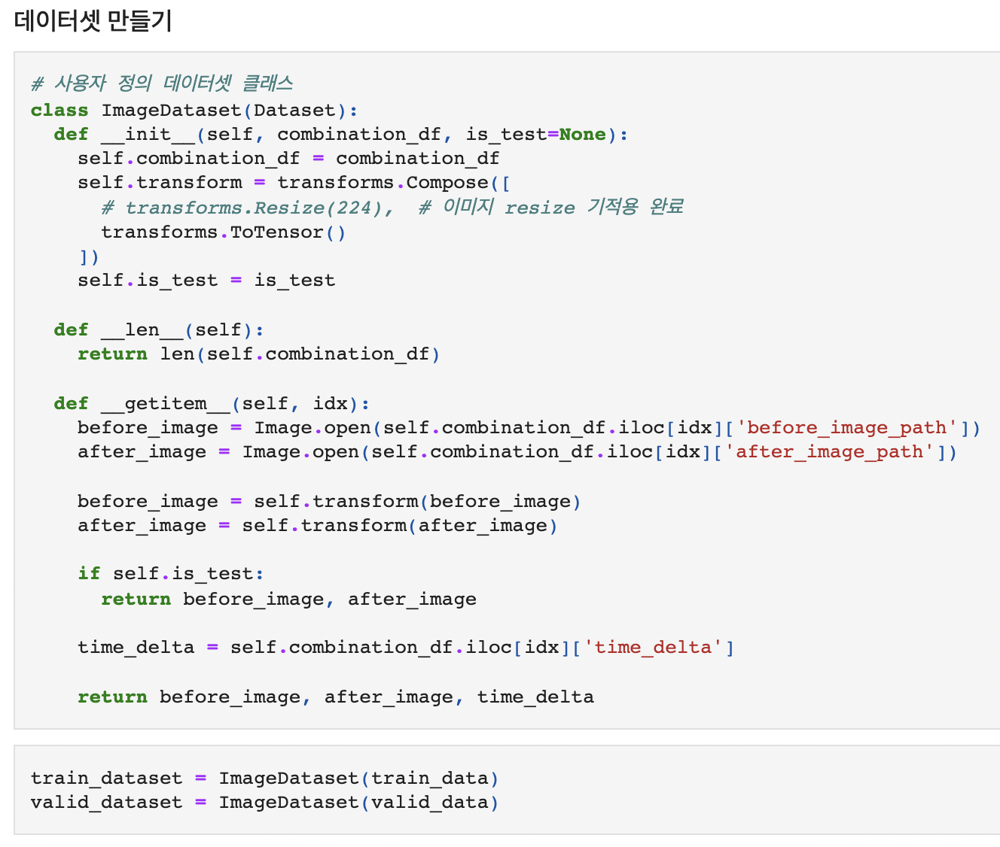 데이터셋 만들기
# 사용자 정의 데이터셋 클래스
class ImageDataset(Dataset):
  def __init__(self, combination_df, is_test=None):
    self.combination_df = combination_df
    self.transform = transforms.Compose([
      # transforms.Resize(224),  # 이미지 resize 기적용 완료
      transforms.ToTensor()
    ])
    self.is_test = is_test
  def __len__(self):
    return len(self.combination_df)
  def __getitem__(self, idx):
    before_image = Image.open(self.combination_df.iloc[idx]['before_image_path'])
    after_image = Image.open(self.combination_df.iloc[idx]['after_image_path'])
    before_image = self.transform(before_image)
    after_image = self.transform(after_image)
    if self.is_test:
      return before_image, after_image
    time_delta = self.combination_df.iloc[idx]['time_delta']
    return before_image, after_image, time_delta
train_dataset = ImageDataset(train_data)
valid_dataset = ImageDataset(valid_data)